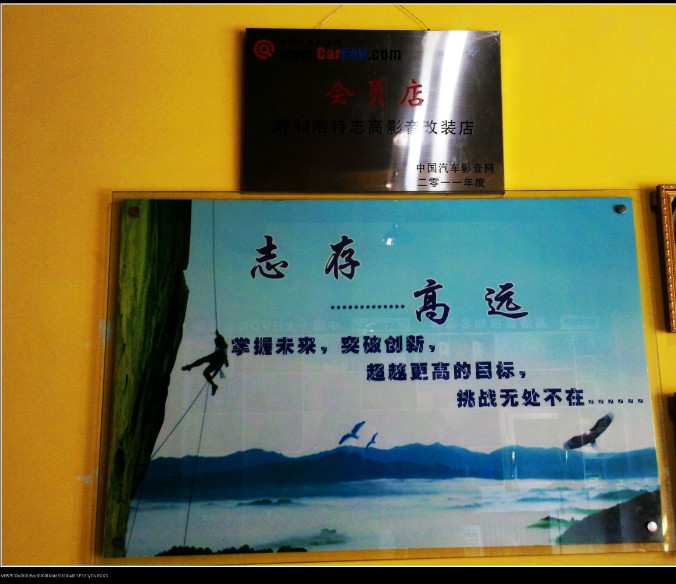 www.CarCAV.com
会员店
呼和浩特志高影音改装店
中国汽车影音网
二零一一年度
志存
............高远
掌握未来，突破创新，
超越更高的目标，
挑战无处不在......